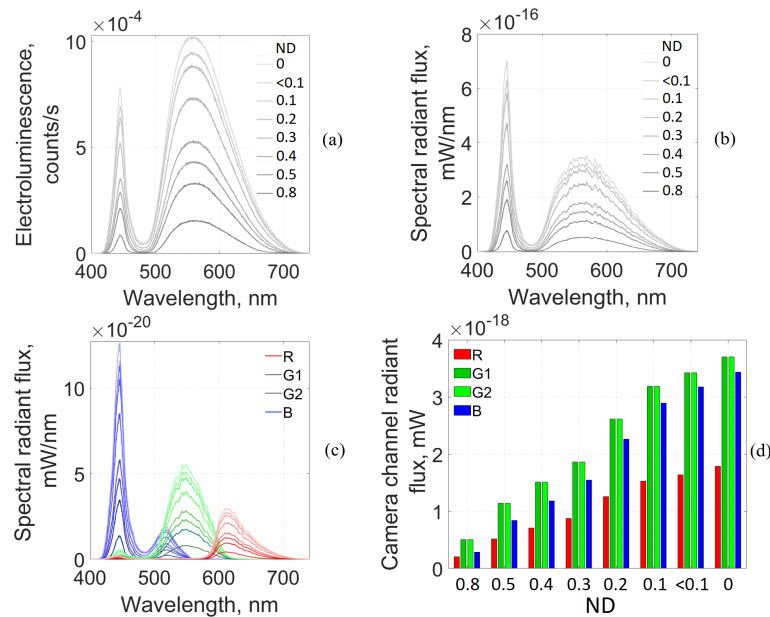 ×10⁻⁴
10
5
0
400 500 600 700
Wavelength, nm
Electroluminescence,
counts/s
ND
0
<0.1
0.1
0.2
0.3
0.4
0.5
0.8
(a)
×10⁻¹⁶
8
6
4
2
0
400 500 600 700
Wavelength, nm
Spectral radiant flux,
mW/nm
ND
0
<0.1
0.1
0.2
0.3
0.4
0.5
0.8
(b)
×10⁻²⁰
10
5
0
400 500 600 700
Wavelength, nm
Spectral radiant flux,
mW/nm
R
G1
G2
B
(c)
×10⁻¹⁸
4
3
2
1
0
0.8 0.5 0.4 0.3 0.2 0.1 <0.1 0
ND
Camera channel radiant
flux, mW
R
G1
G2
B
(d)